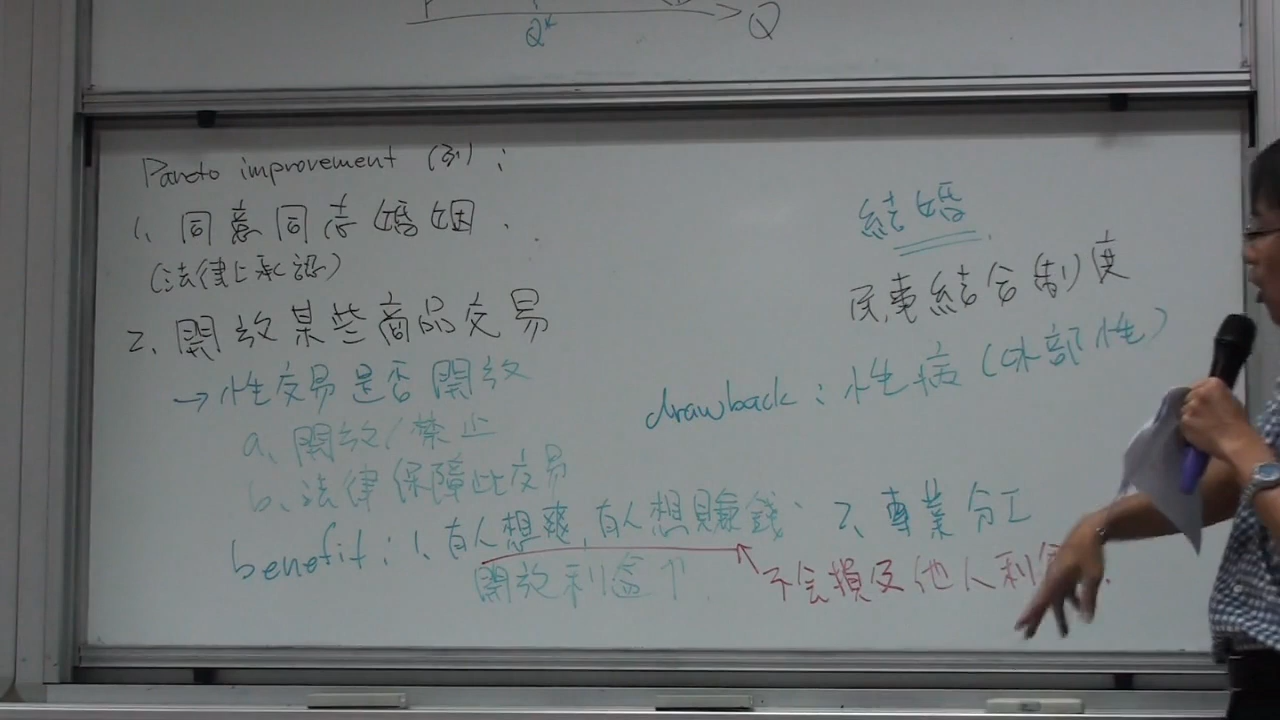 Q*
Q
Pareto improvement (例):
1、同意同志婚姻.
(法律上承認)
2、開放某些商品交易
→性交易是否開放
a、開放/禁止
b、法律保障此交易
benefit:1、有人想爽,有人想賺錢、2、專業分工
開放利益↑
不會損及他人利
結婚
民事結合制度
drawback:性病(外部性)